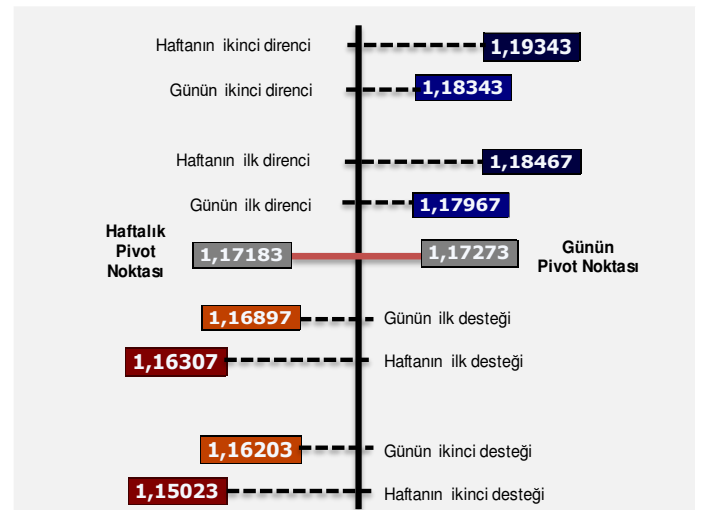 Haftanın ikinci direnci
1,19343
Günün ikinci direnci
1,18343
Haftanın ilk direnci
1,18467
Günün ilk direnci
1,17967
Haftalık
Pivot
Noktası
1,17183
1,17273
Günün
Pivot Noktası
1,16897
Günün ilk desteği
1,16307
Haftanın ilk desteği
1,16203
Günün ikinci desteği
1,15023
Haftanın ikinci desteği